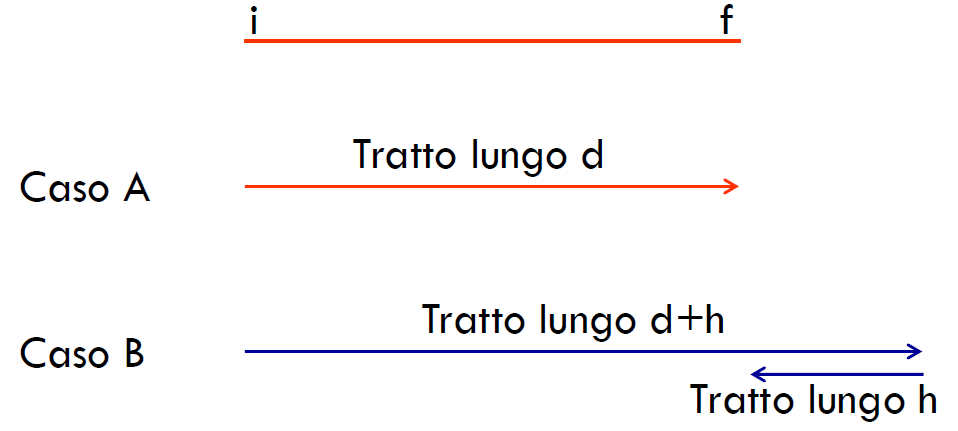 i f
Tratto lungo d
Caso A
Tratto lungo d+h
Caso B
Tratto lungo h